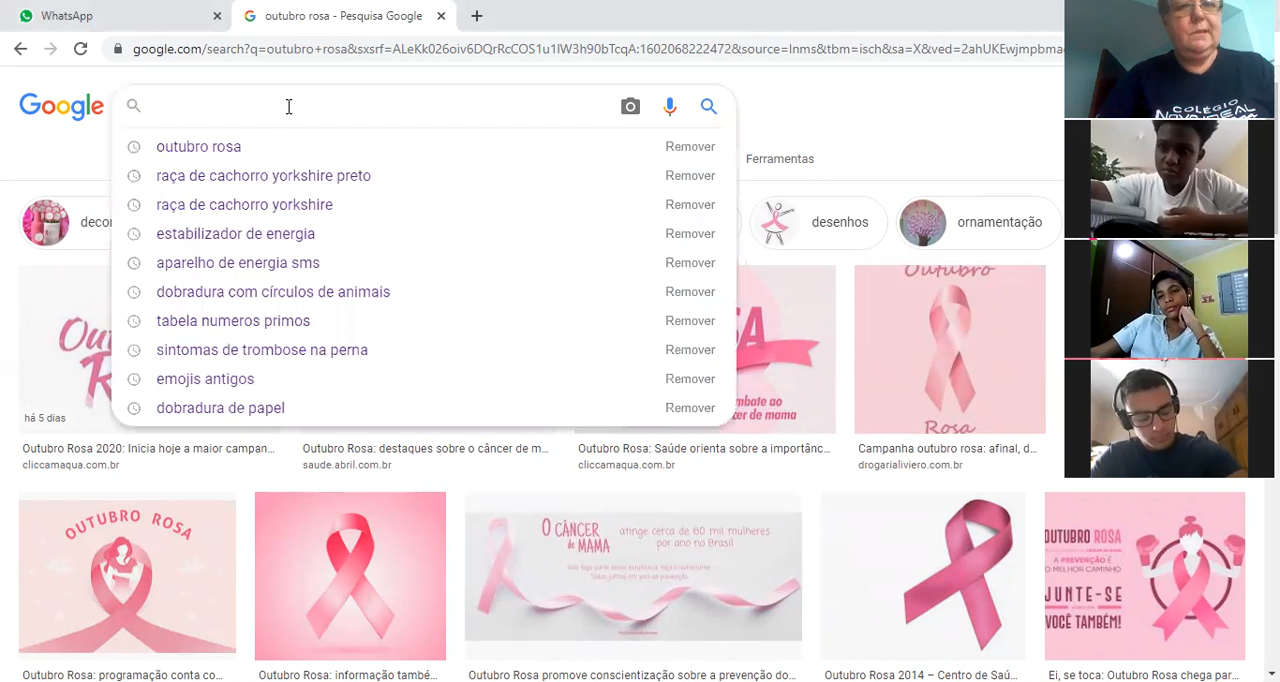 WhatsApp
outubro rosa - Pesquisa Google
google.com/search?q=outubro+rosa&sxsrf=ALeKk026oiv6DQrRcCOS1u1IW3h90bTcqA:1602068222472&source=lnms&tbm=isch&sa=X&ved=2ahUKEwjmpbma
Google
outubro rosa Remover
raça de cachorro yorkshire preto Remover
raça de cachorro yorkshire Remover
estabilizador de energia Remover
aparelho de energia sms Remover
dobradura com circulos de animais Remover
tabela numeros primos Remover
sintomas de trombose na perna Remover
emojis antigos Remover
dobradura de papel Remover
Ferramentas
decor
desenhos
ornamentação
COLÉGIO
há 5 dias
Outubro
Rosa
Outubro Rosa 2020: Inicia hoje a maior campan...
cliccamaqua.com.br
Outubro Rosa: destaques sobre o câncer de m...
saude.abril.com.br
Outubro Rosa: Saúde orienta sobre a importânc...
cliccamaqua.com.br
Campanha outubro rosa: afinal, d...
drogarialiviero.com.br
OUTUBRO ROSA
O CÂNCER
de MAMA
atinge cerca de 60 mil mulheres
por ano no Brasil
OUTUBRO ROSA
A PREVENÇÃO É
O MELHOR CAMINHO
JUNTE-SE
VOCÊ TAMBÉM!
Outubro Rosa: programação conta co...
Outubro Rosa: informação també...
Outubro Rosa promove conscientização sobre a prevenção do...
Outubro Rosa 2014 – Centro de Saú...
Ei, se toca: Outubro Rosa chega par...